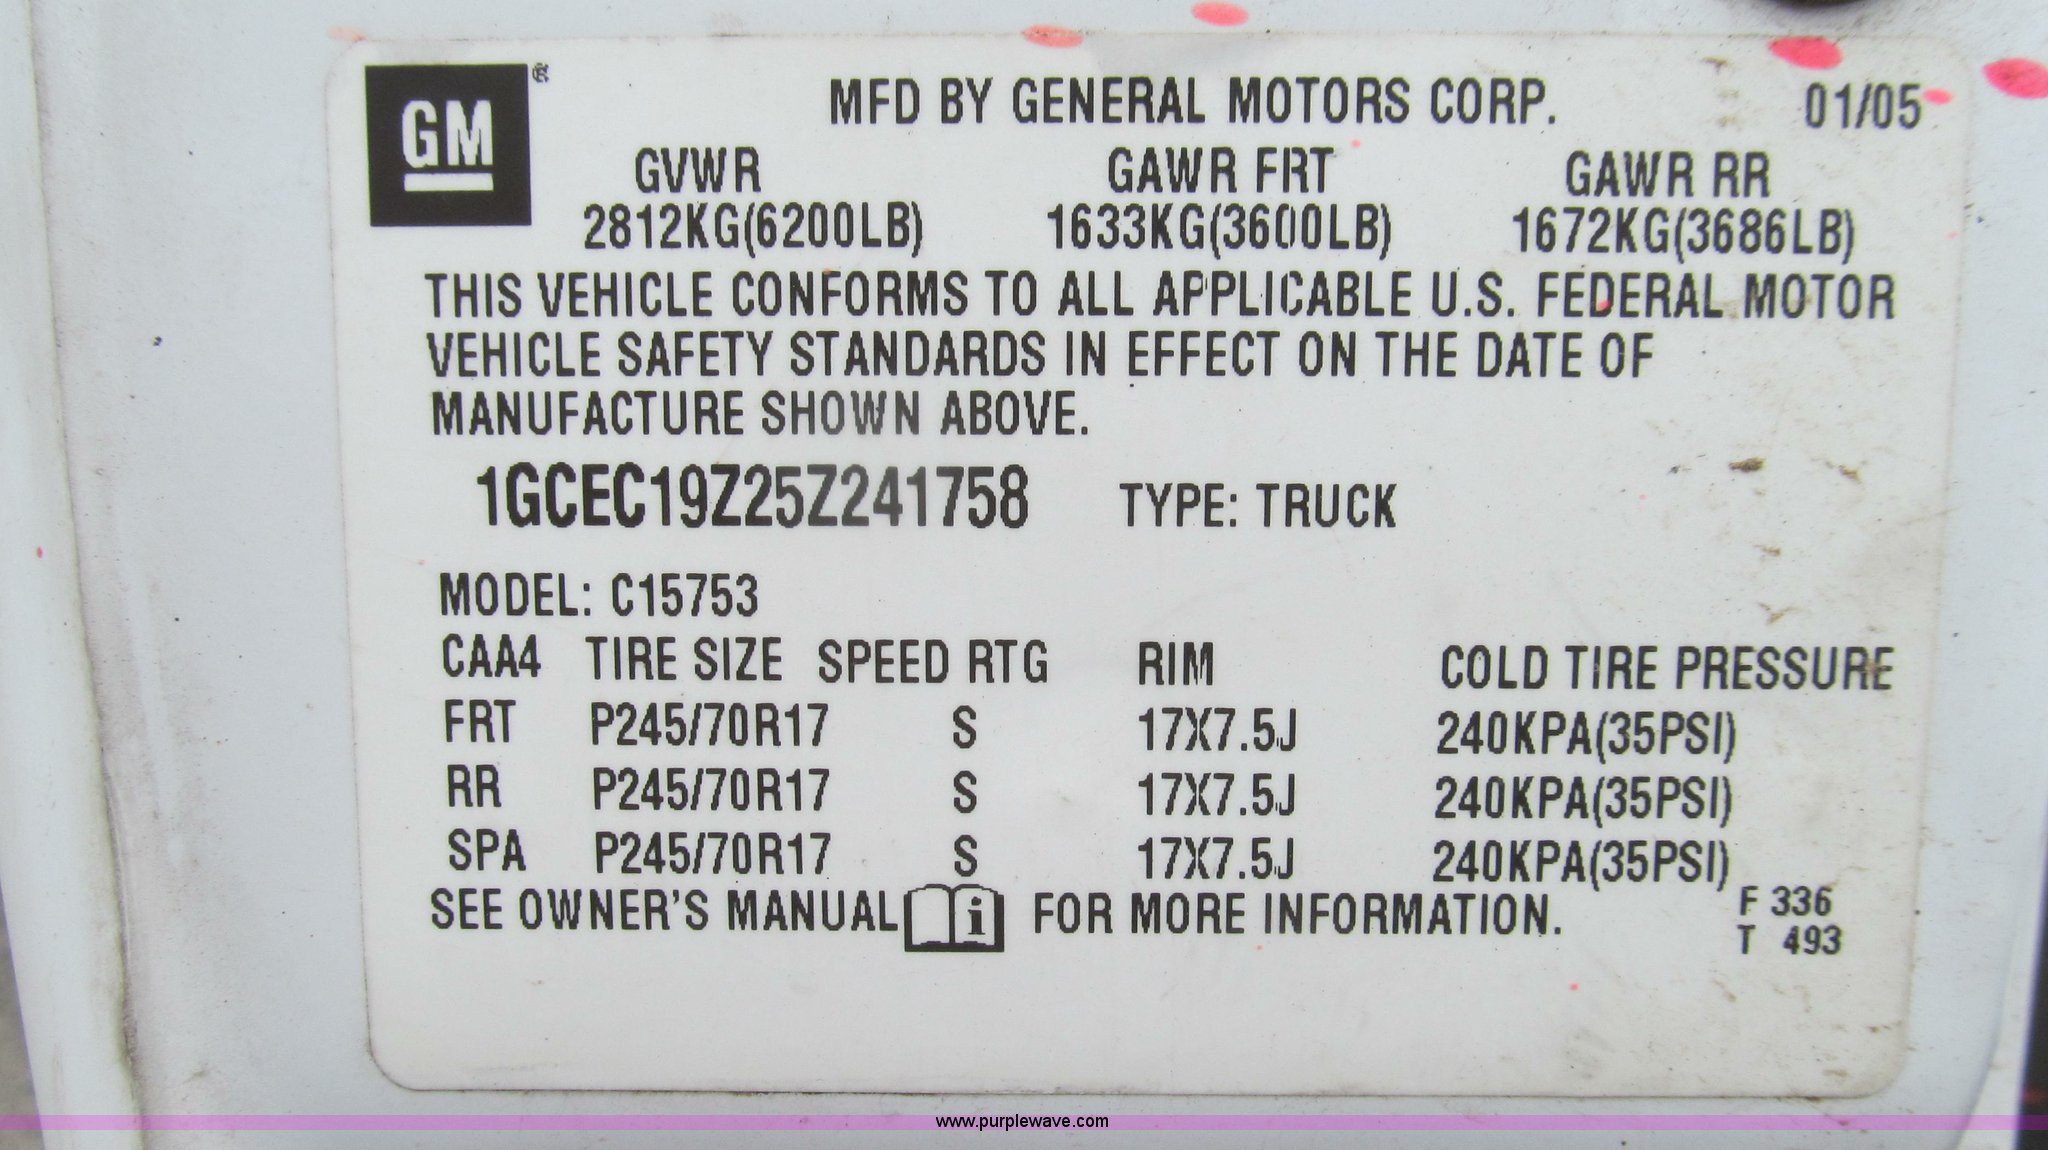 GM
MFD BY GENERAL MOTORS CORP. 01/05
GVWR GAWR FRT GAWR RR
2812KG(6200LB) 1633KG(3600LB) 1672KG(3686LB)
THIS VEHICLE CONFORMS TO ALL APPLICABLE U.S. FEDERAL MOTOR
VEHICLE SAFETY STANDARDS IN EFFECT ON THE DATE OF
MANUFACTURE SHOWN ABOVE.
1GCEC19Z25Z241758 TYPE: TRUCK
MODEL: C15753
CAA4 TIRE SIZE SPEED RTG RIM COLD TIRE PRESSURE
FRT P245/70R17 S 17X7.5J 240KPA(35PSI)
RR P245/70R17 S 17X7.5J 240KPA(35PSI)
SPA P245/70R17 S 17X7.5J 240KPA(35PSI)
SEE OWNER'S MANUAL i FOR MORE INFORMATION.
F 336
T 493
www.purplewave.com